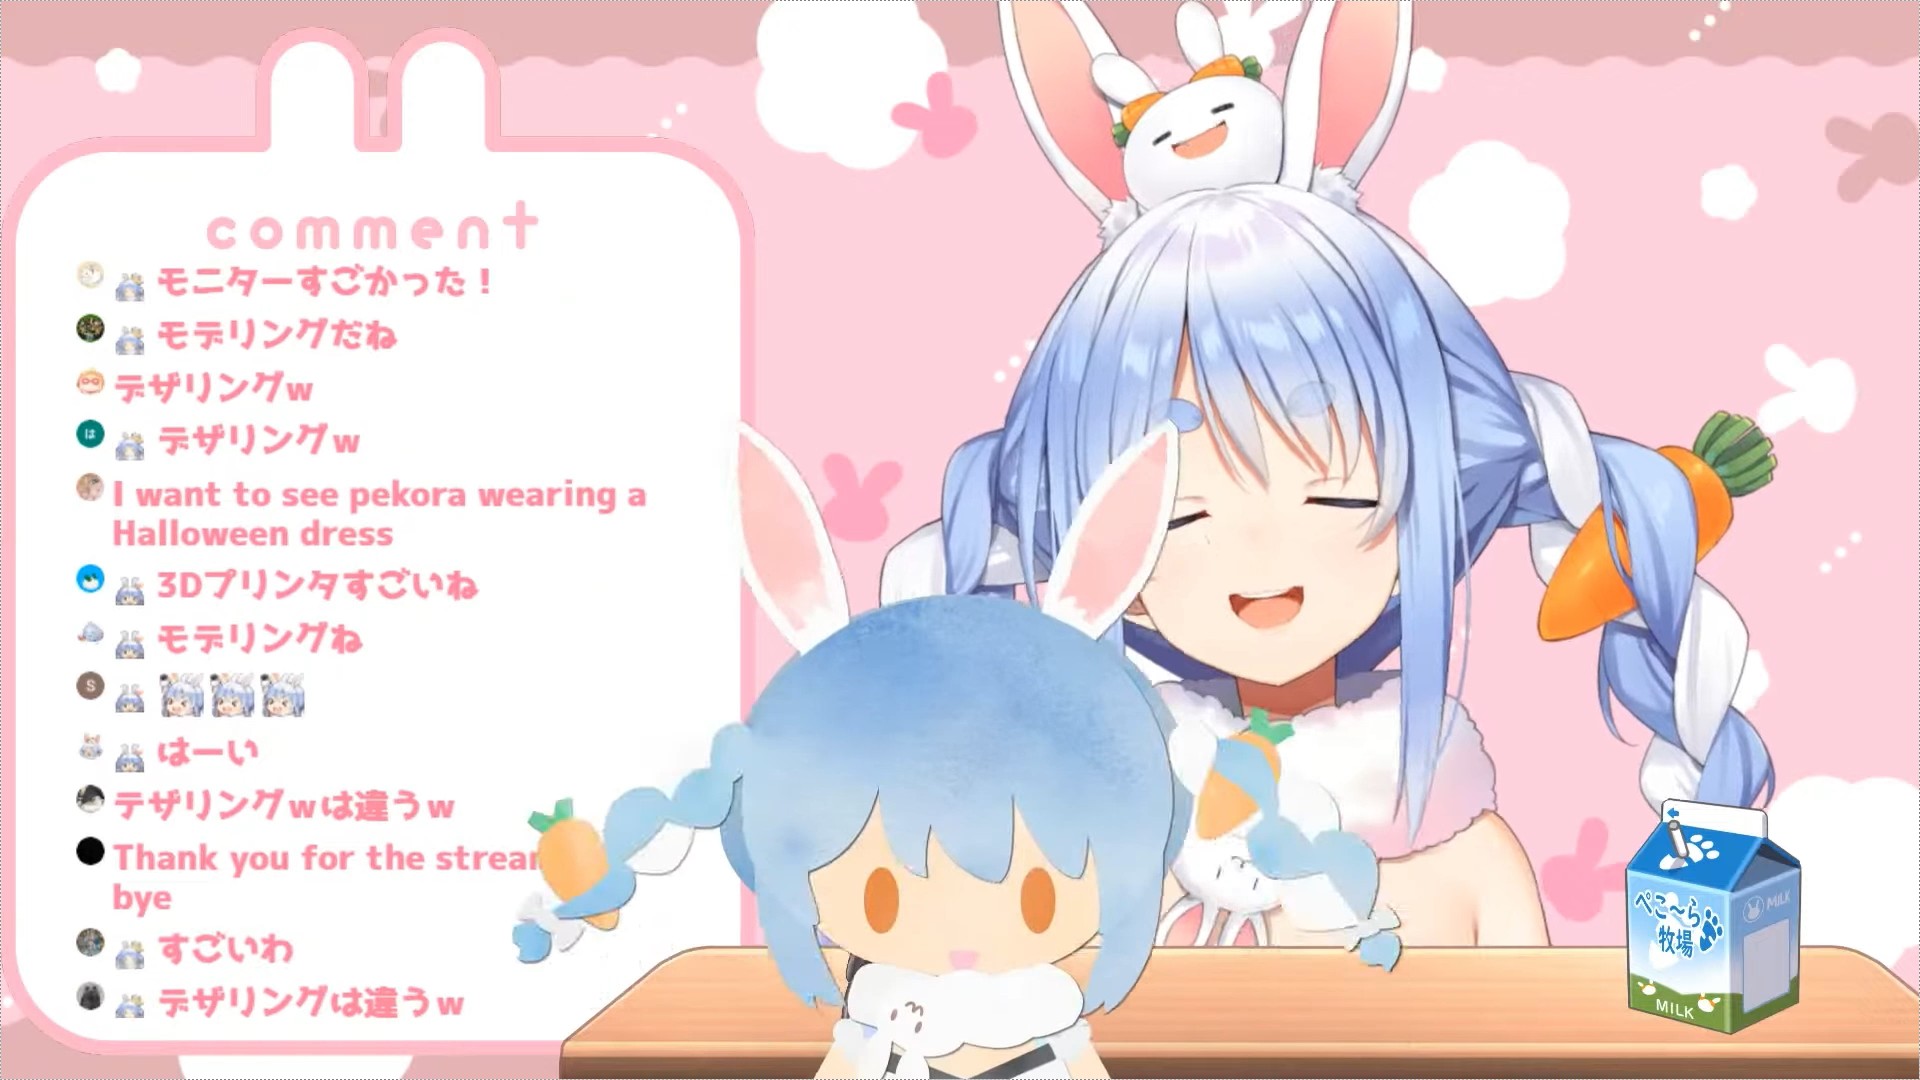 comment
モニターすごかった！
モデリングだね
デザリングw
は
デザリングw
I want to see pekora wearing a
Halloween dress
3Dプリンタすごいね
モデリングね
S
はーい
テザリングwは違うw
Thank you for the strea
bye
すごいわ
デザリングは違うw
ぺこ～ら
牧場
MILK
MILK